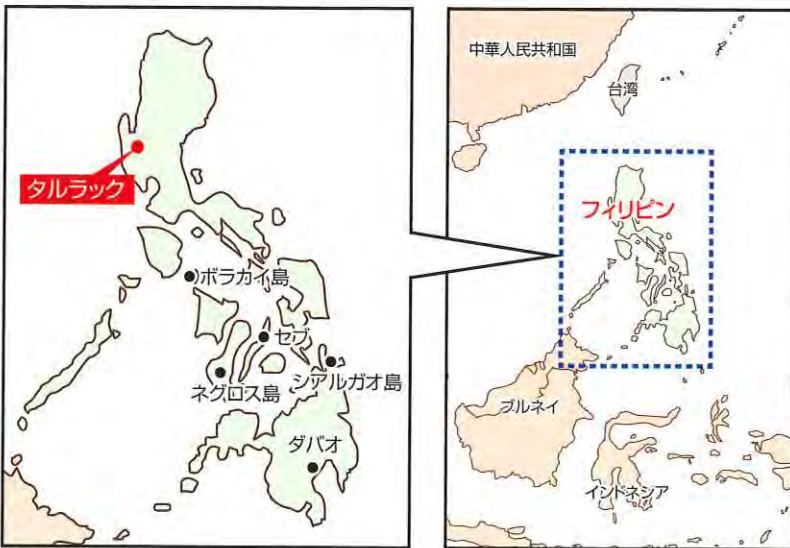 タルラック
ボラカイ島
セブ
シアルガオ島
ネグロス島
ダバオ
中華人民共和国
台湾
フィリピン
ブルネイ
インドネシア